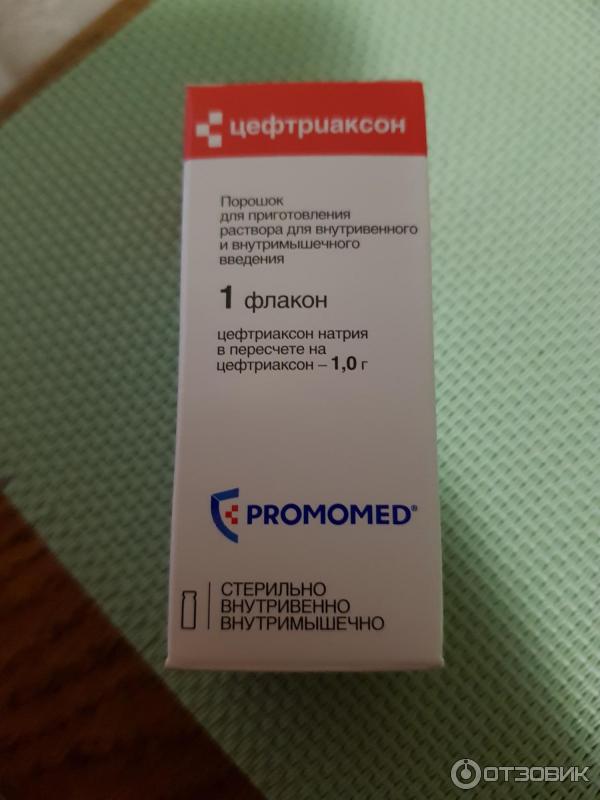 цефтриаксон
Порошок
для приготовления
раствора для внутривенного
и внутримышечного
введения
1 флакон
цефтриаксон натрия
в пересчете на
цефтриаксон – 1,0 г
PROMOMED®
СТЕРИЛЬНО
ВНУТРИВЕННО
ВНУТРИМЫШЕЧНО
ОТЗОВИК